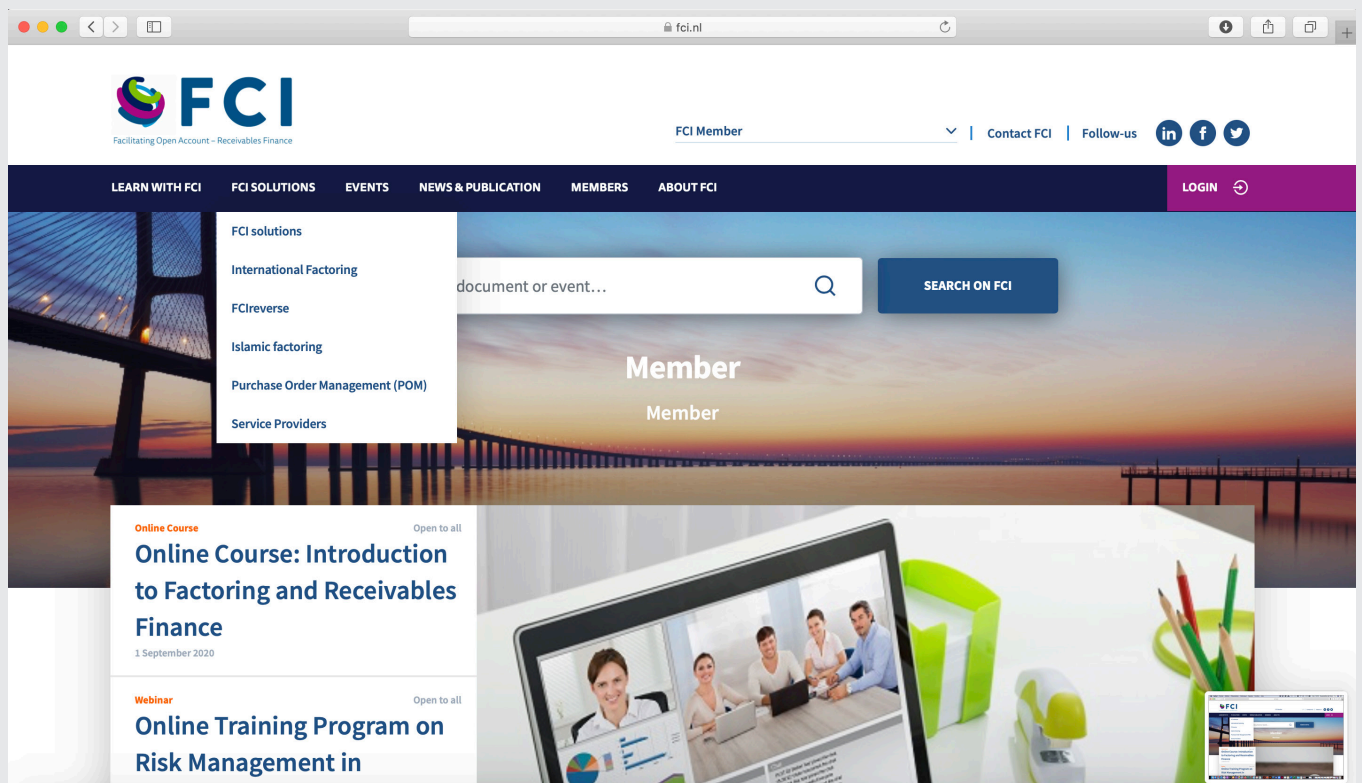 fci.nl
FCI
Facilitating Open Account – Receivables Finance
FCI Member
Contact FCI
Follow-us
LEARN WITH FCI
FCI SOLUTIONS
EVENTS
NEWS & PUBLICATION
MEMBERS
ABOUT FCI
LOGIN
FCI solutions
International Factoring
FCIreverse
Islamic factoring
Purchase Order Management (POM)
Service Providers
document or event…
SEARCH ON FCI
Member
Member
Online Course
Open to all
Online Course: Introduction
to Factoring and Receivables
Finance
1 September 2020
Webinar
Open to all
Online Training Program on
Risk Management in